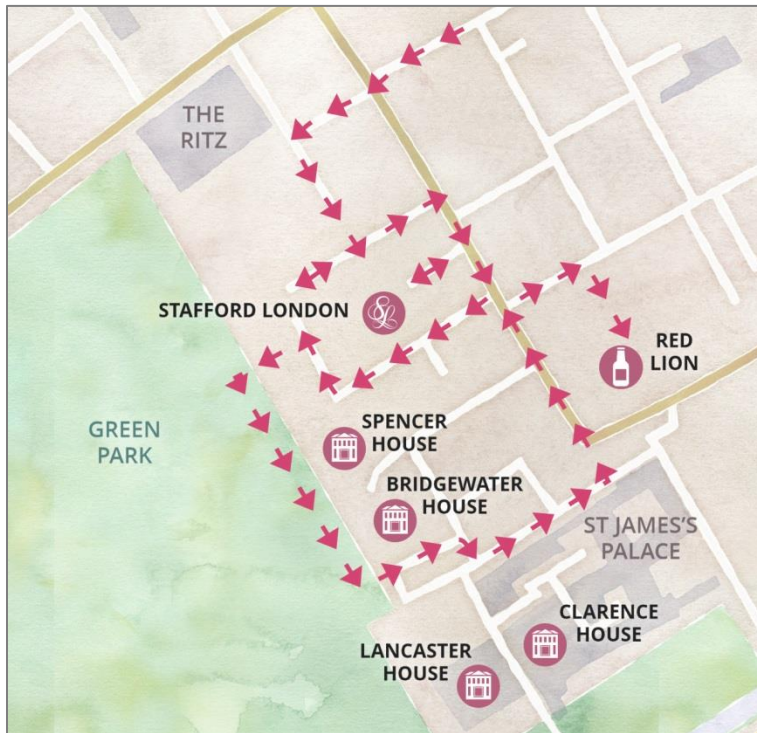 THE
RITZ
STAFFORD LONDON
SL
RED
LION
GREEN
PARK
SPENCER
HOUSE
BRIDGEWATER
HOUSE
ST JAMES'S
PALACE
CLARENCE
HOUSE
LANCASTER
HOUSE